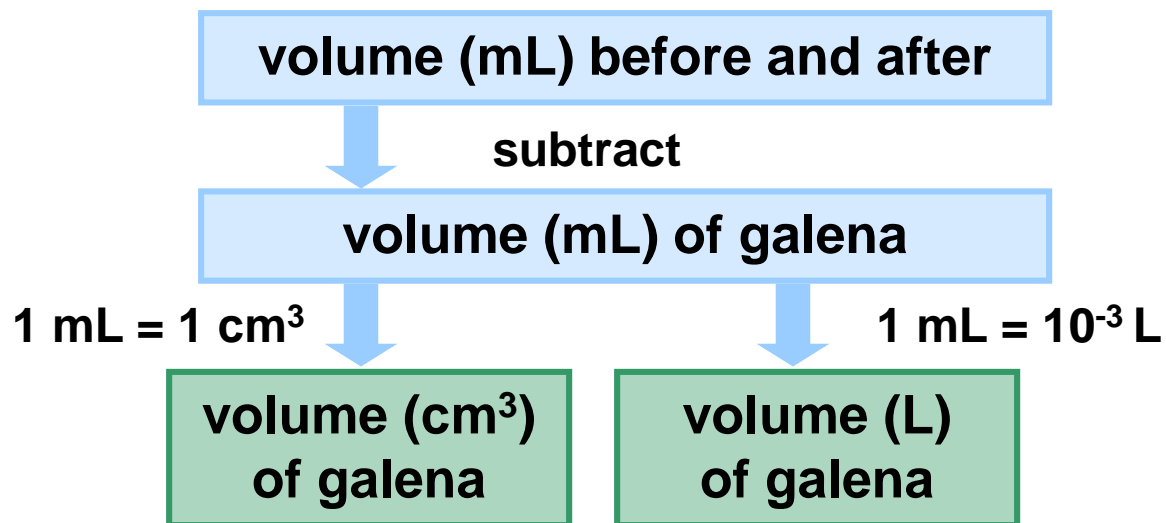 volume (mL) before and after
subtract
volume (mL) of galena
1 mL = 1 cm³
1 mL = 10⁻³ L
volume (cm³)
of galena
volume (L)
of galena